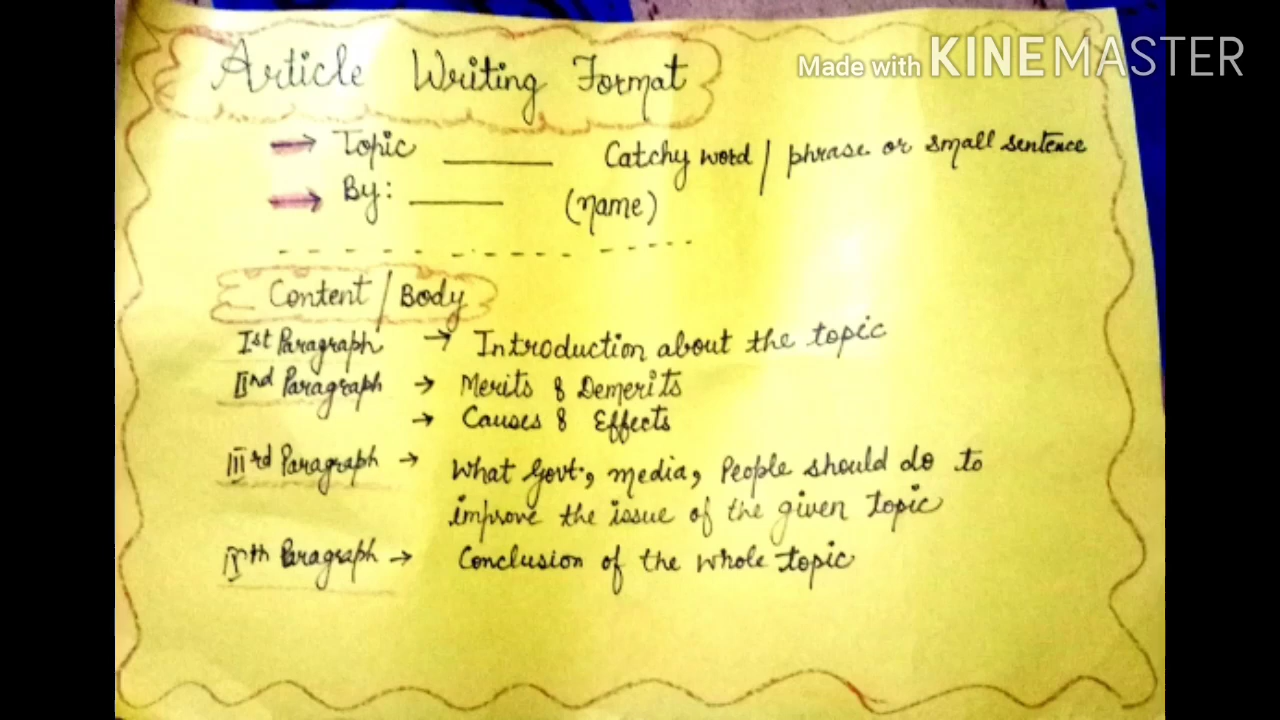 Article Writing Format
Made with KINEMASTER
→ Topic ______ Catchy word / phrase or small sentence
→ By: ______ (Name)
Content / Body
Ist Paragraph → Introduction about the topic
IInd Paragraph → Merits & Demerits
→ Causes & Effects
IIIrd Paragraph → What Govt., media, People should do to
improve the issue of the given topic
IVth Paragraph → Conclusion of the whole topic